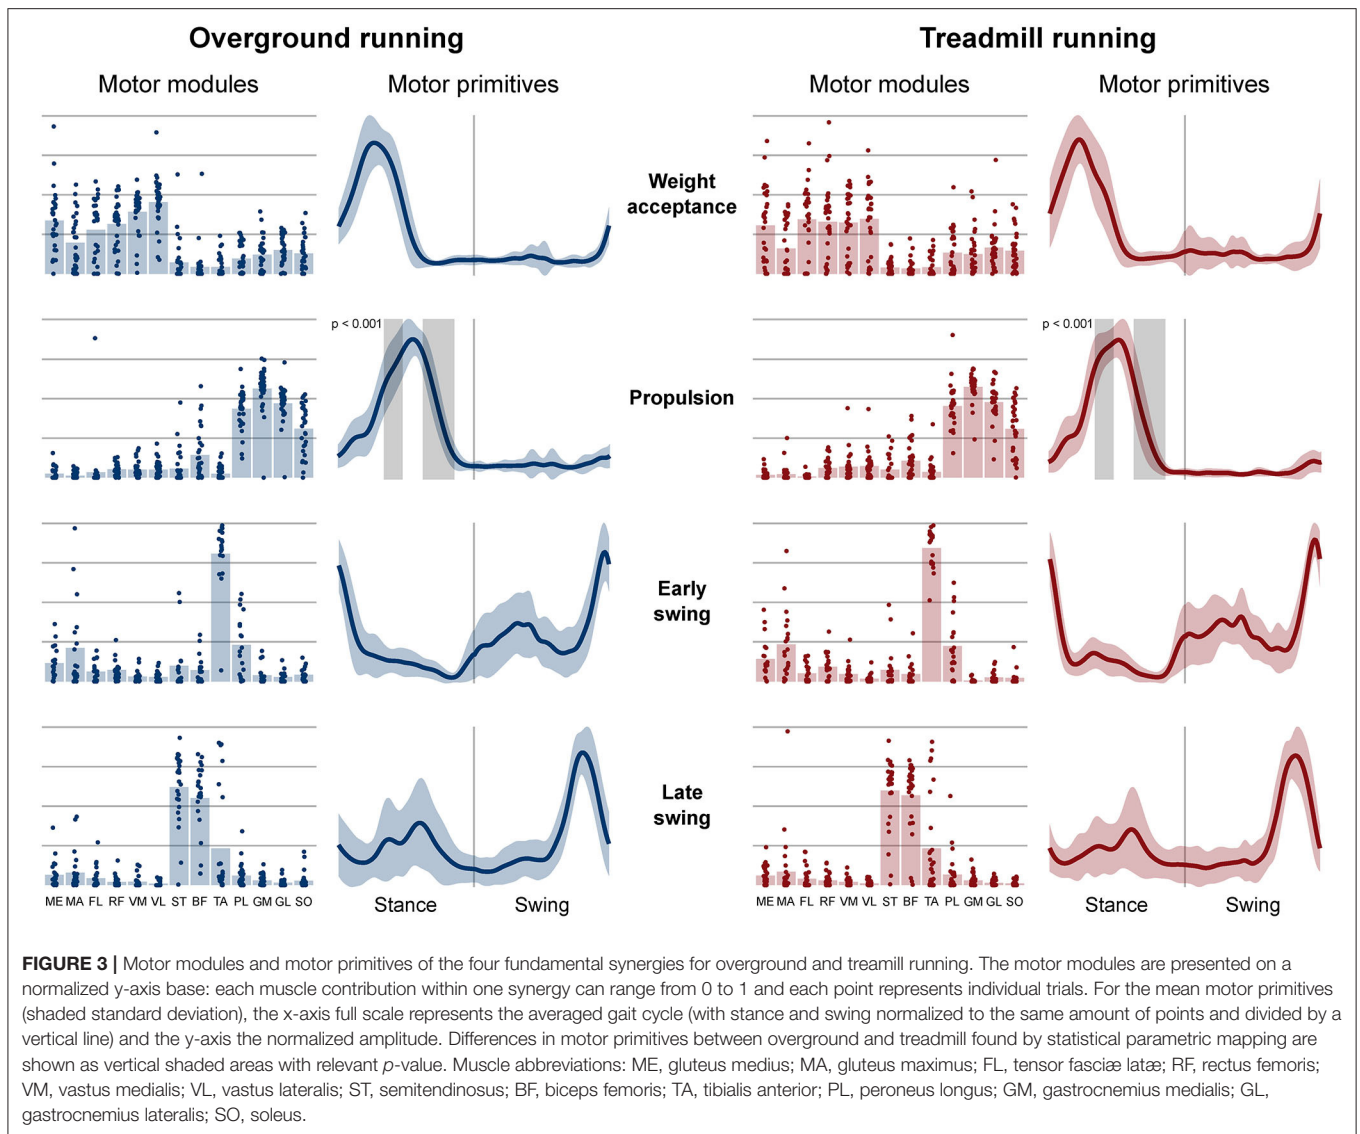 Overground running
Treadmill running
Motor modules
Motor primitives
Motor modules
Motor primitives
Weight
acceptance
p < 0.001
Propulsion
p < 0.001
Early
swing
Late
swing
ME MA FL RF VM VL ST BF TA PL GM GL SO
Stance
Swing
ME MA FL RF VM VL ST BF TA PL GM GL SO
Stance
Swing
FIGURE 3 | Motor modules and motor primitives of the four fundamental synergies for overground and treamill running. The motor modules are presented on a
normalized y-axis base: each muscle contribution within one synergy can range from 0 to 1 and each point represents individual trials. For the mean motor primitives
(shaded standard deviation), the x-axis full scale represents the averaged gait cycle (with stance and swing normalized to the same amount of points and divided by a
vertical line) and the y-axis the normalized amplitude. Differences in motor primitives between overground and treadmill found by statistical parametric mapping are
shown as vertical shaded areas with relevant p-value. Muscle abbreviations: ME, gluteus medius; MA, gluteus maximus; FL, tensor fasciæ latæ; RF, rectus femoris;
VM, vastus medialis; VL, vastus lateralis; ST, semitendinosus; BF, biceps femoris; TA, tibialis anterior; PL, peroneus longus; GM, gastrocnemius medialis; GL,
gastrocnemius lateralis; SO, soleus.